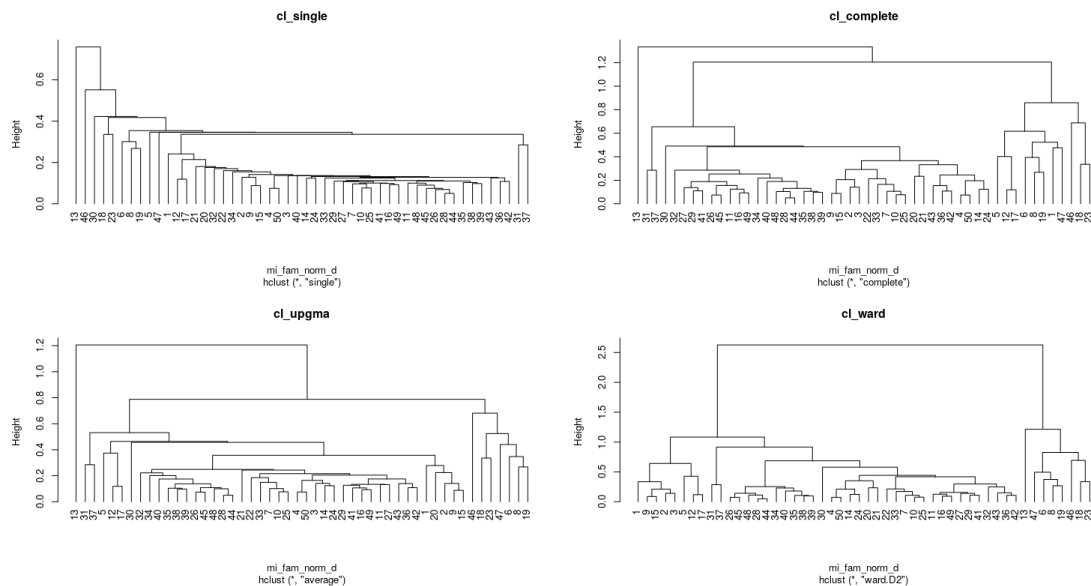 cl_single
Height
0.0 0.2 0.4 0.6
13 46 30 18 23 6 8 19 5 47 1 12 17 21 20 32 22 34 2 9 15 4 50 3 40 14 24 33 29 27 7 10 25 41 16 49 11 48 45 26 28 44 35 38 39 43 36 42 31 37
mi_fam_norm_d
hclust (*, "single")
cl_complete
Height
0.0 0.2 0.4 0.6 0.8 1.2
13 31 37 30 32 27 29 41 26 45 11 16 49 34 40 48 28 44 35 38 39 9 15 2 3 22 33 7 10 25 20 21 43 36 42 4 50 14 24 5 12 17 6 3 8 19 1 47 46 18 23
mi_fam_norm_d
hclust (*, "complete")
cl_upgma
Height
0.0 0.2 0.4 0.6 0.8 1.0 1.2
13 31 37 5 12 17 30 32 34 40 35 38 39 26 45 48 28 44 21 22 33 7 10 25 4 50 3 14 24 29 41 16 49 11 27 43 36 42 1 20 2 9 15 46 18 23 47 6 8 19
mi_fam_norm_d
hclust (*, "average")
cl_ward
Height
0.0 0.5 1.0 1.5 2.0 2.5
1 9 15 2 3 5 12 17 31 37 26 45 48 28 44 34 40 35 38 39 30 4 50 14 24 20 21 22 33 7 10 25 11 16 49 27 29 41 32 43 36 42 13 47 6 8 19 46 18 23
mi_fam_norm_d
hclust (*, "ward.D2")